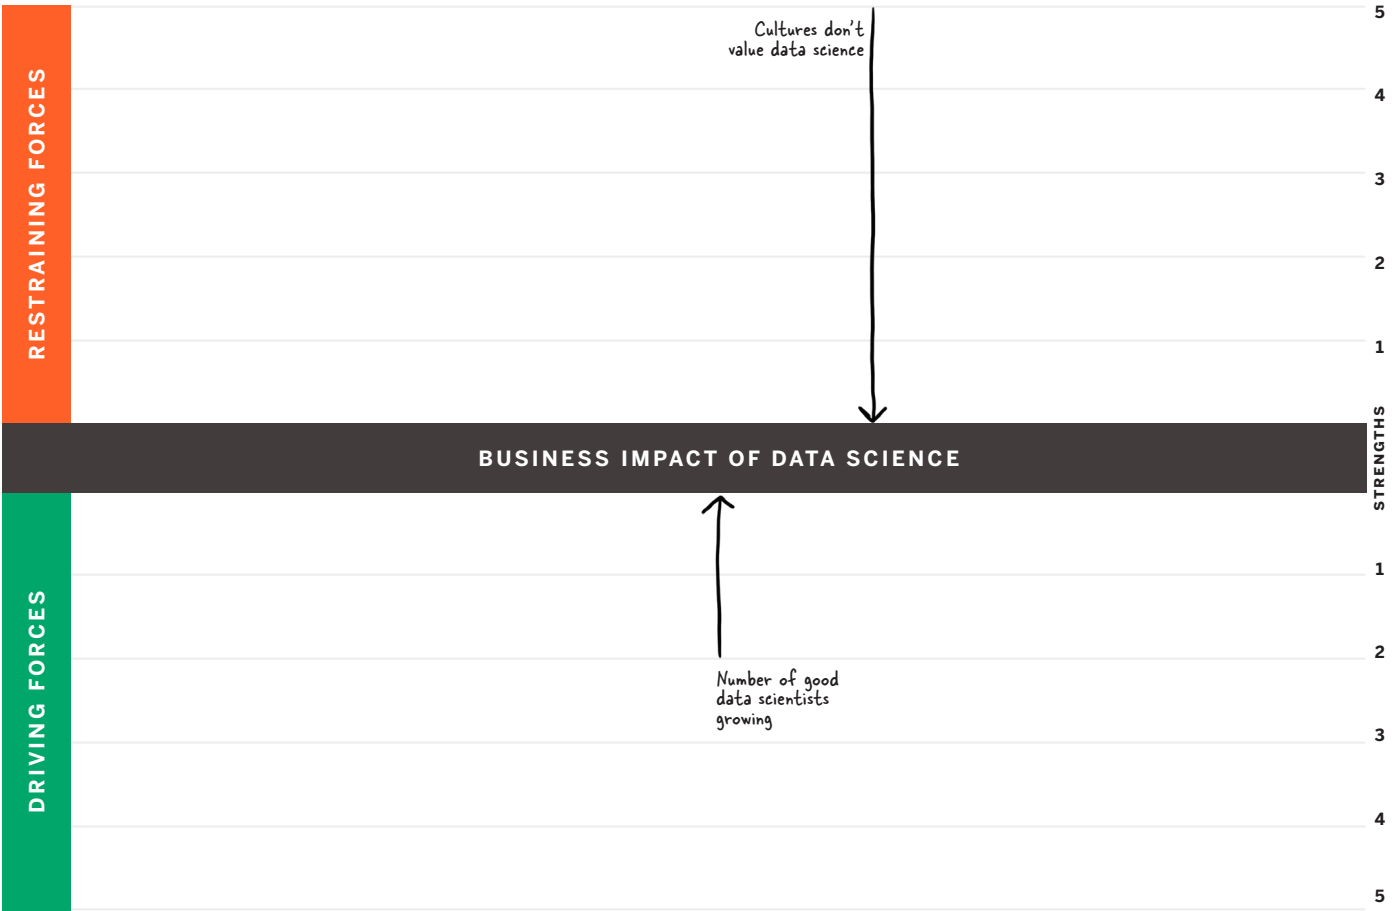 5
Cultures don't
value data science
4
3
2
1
RESTRAINING FORCES
BUSINESS IMPACT OF DATA SCIENCE
STRENGTHS
1
2
Number of good
data scientists
growing
3
4
5
DRIVING FORCES